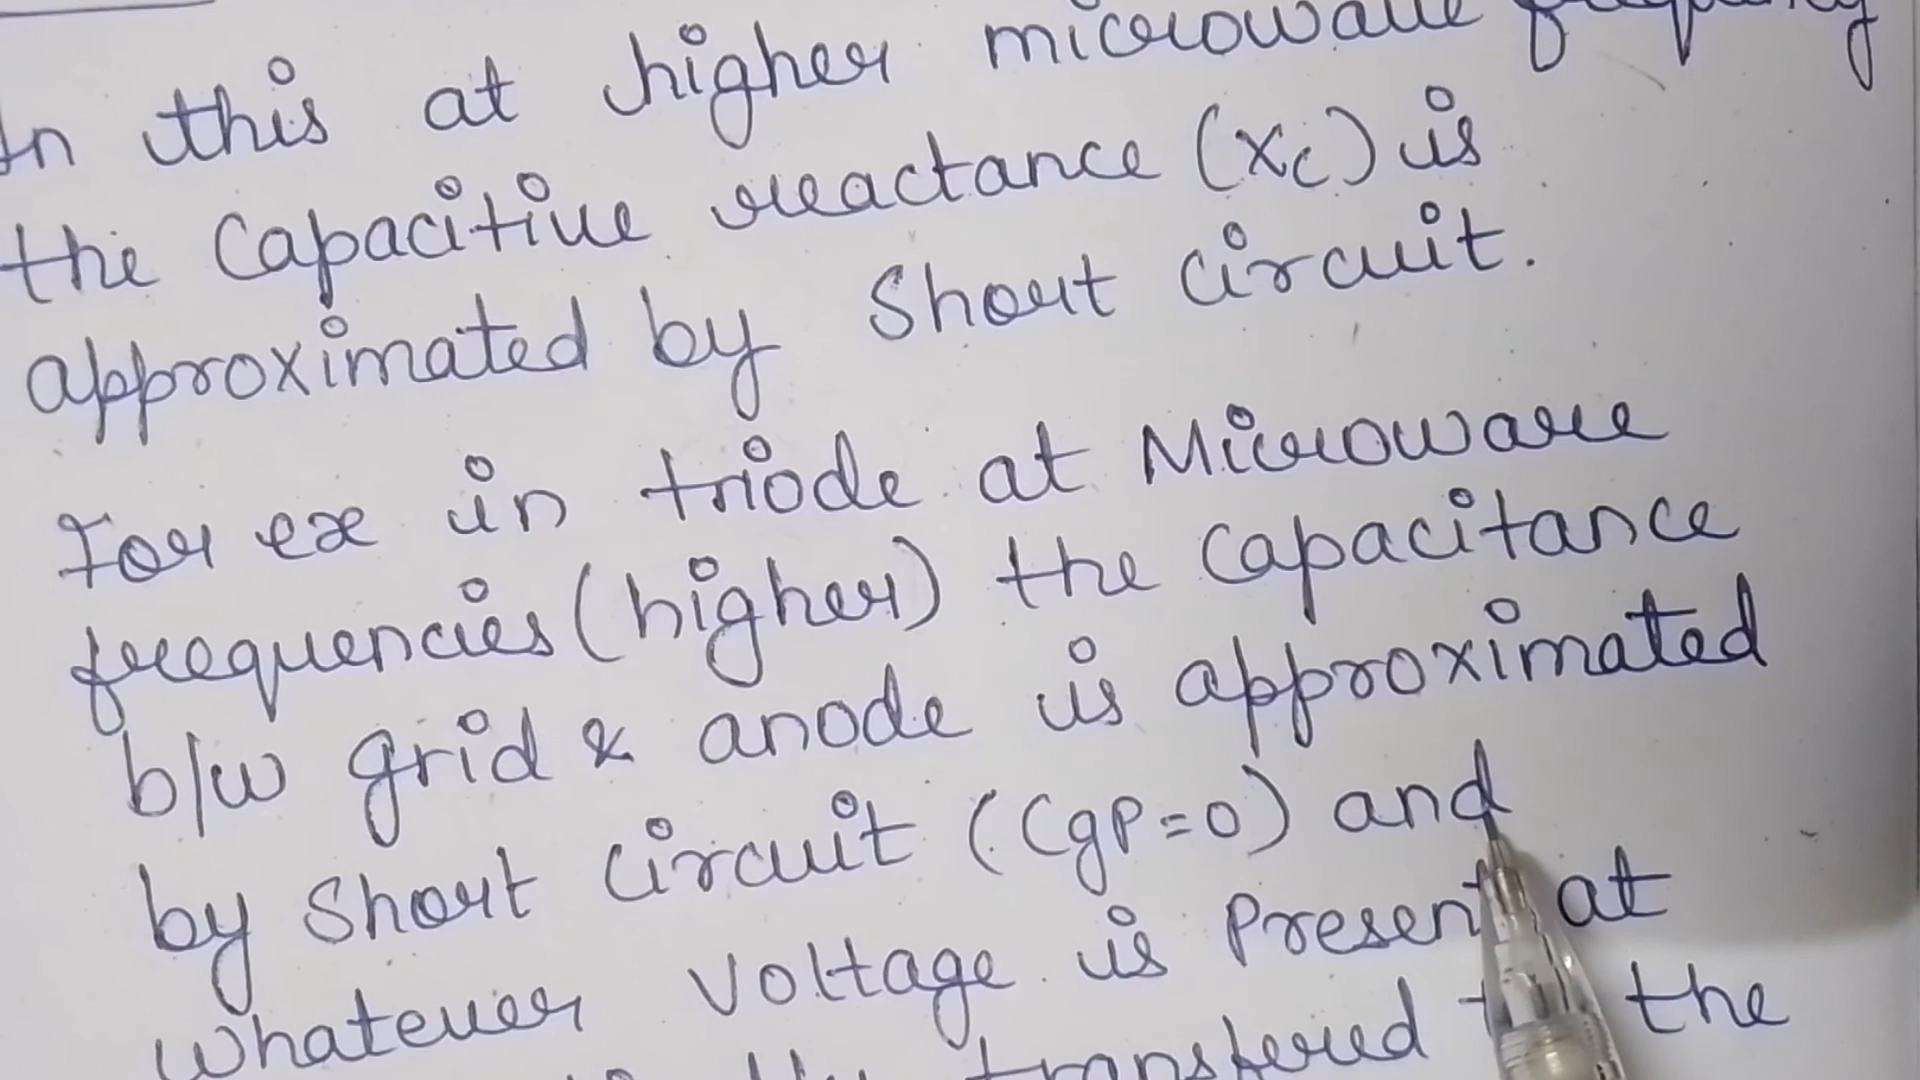 In this at higher microwave frequency
the Capacitive reactance (Xc) is
approximated by Short Circuit.
For ex in triode at Microwave
frequencies (higher) the Capacitance
b/w grid & anode is approximated
by Short Circuit (Cgp=0) and
Whatever Voltage is Present at
transfered the